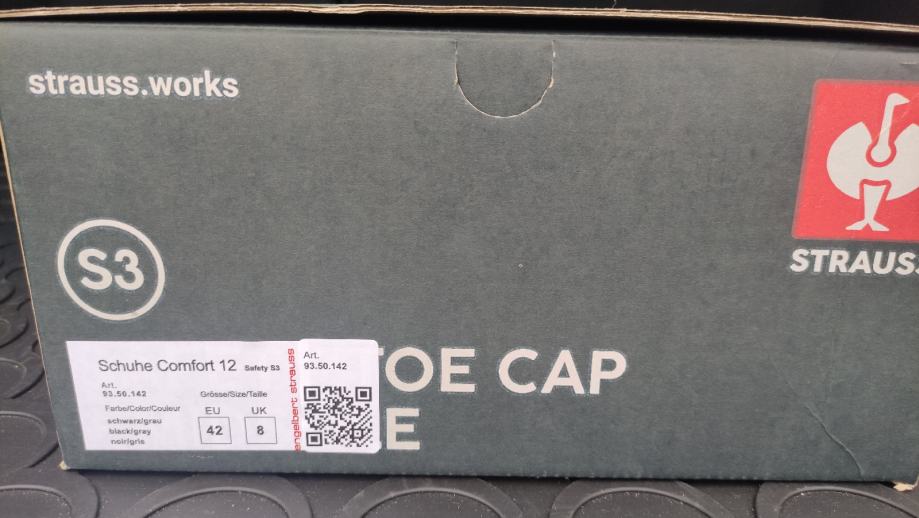 strauss.works
STRAUSS
S3
OE CAP
E
Schuhe Comfort 12 Safety S3
Art.
93.50.142
Farbe/Color/Couleur
schwarz/grau
black/gray
noir/gris
Grösse/Size/Taille
EU UK
42 8
engelbert strauss
Art.
93.50.142